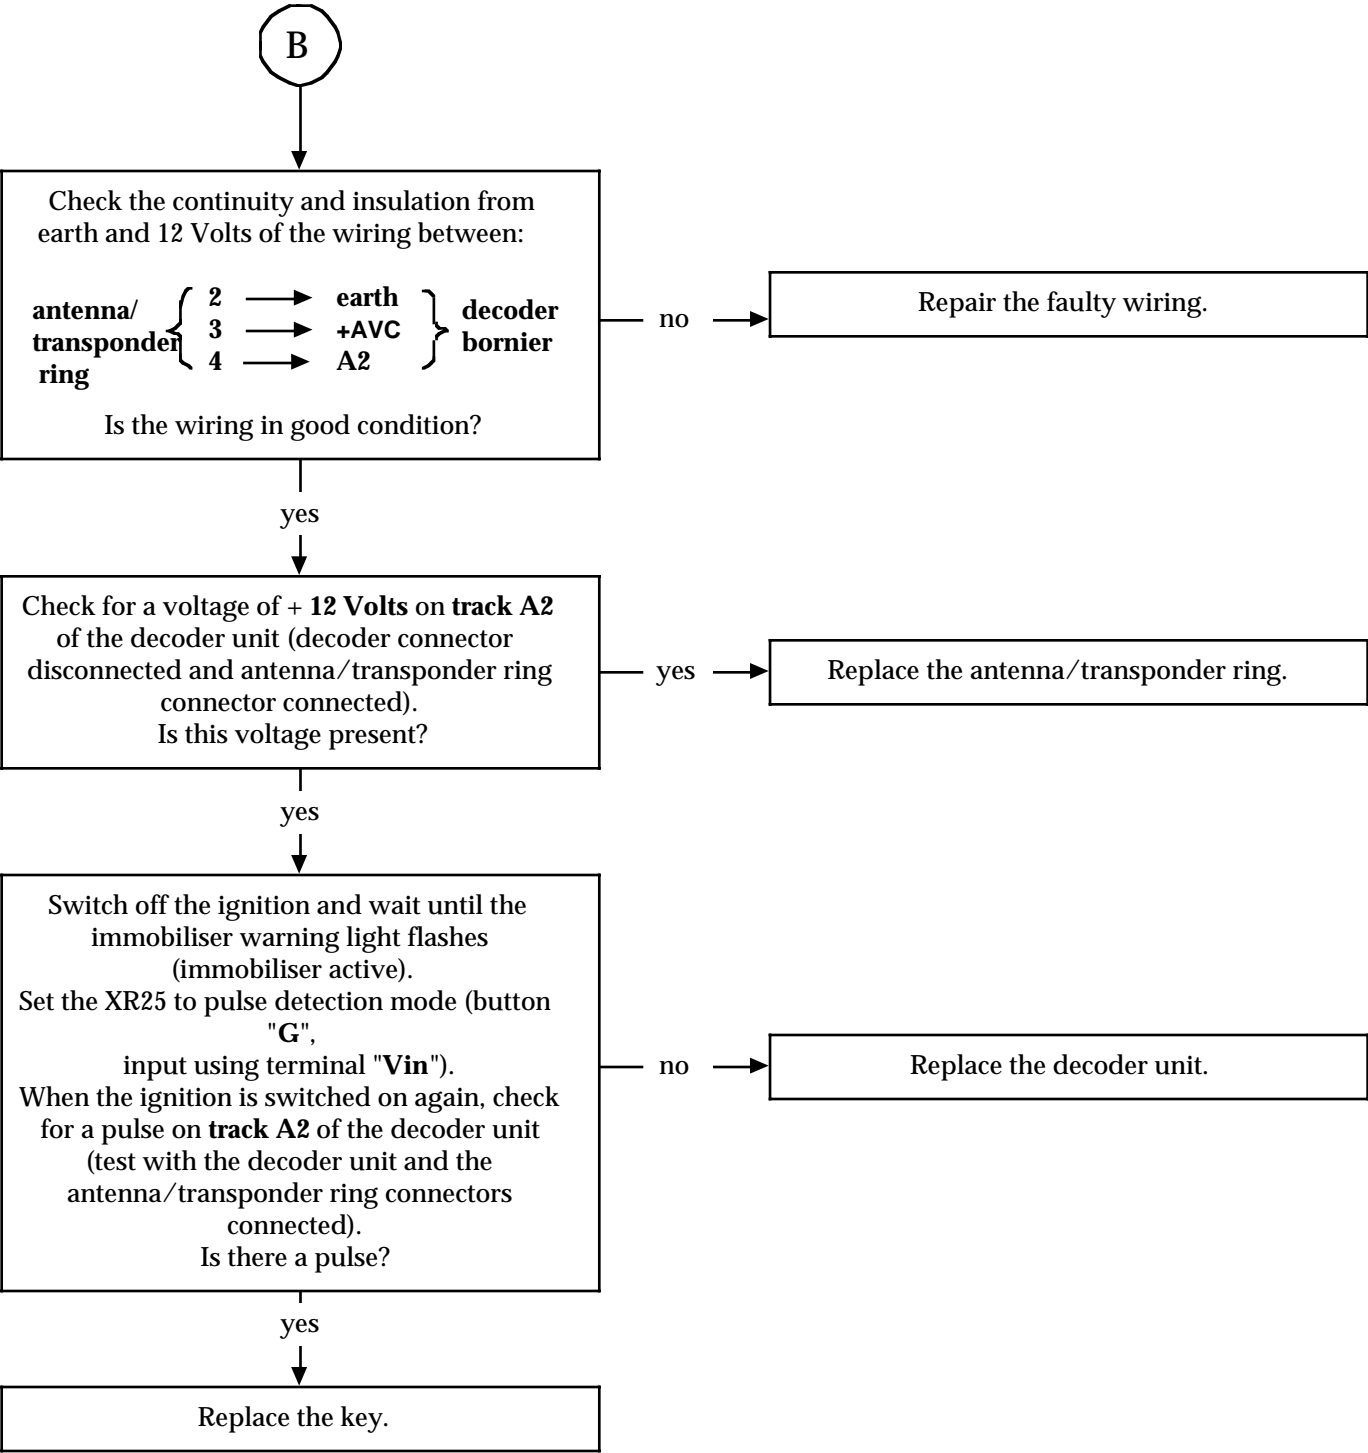 B
Check the continuity and insulation from
earth and 12 Volts of the wiring between:
antenna/
transponder
ring
2
earth
3
+AVC
4
A2
decoder
bornier
Is the wiring in good condition?
no
Repair the faulty wiring.
yes
Check for a voltage of + 12 Volts on track A2
of the decoder unit (decoder connector
disconnected and antenna/transponder ring
connector connected).
Is this voltage present?
yes
Replace the antenna/transponder ring.
yes
Switch off the ignition and wait until the
immobiliser warning light flashes
(immobiliser active).
Set the XR25 to pulse detection mode (button
"G",
input using terminal "Vin").
When the ignition is switched on again, check
for a pulse on track A2 of the decoder unit
(test with the decoder unit and the
antenna/transponder ring connectors
connected).
Is there a pulse?
no
Replace the decoder unit.
yes
Replace the key.